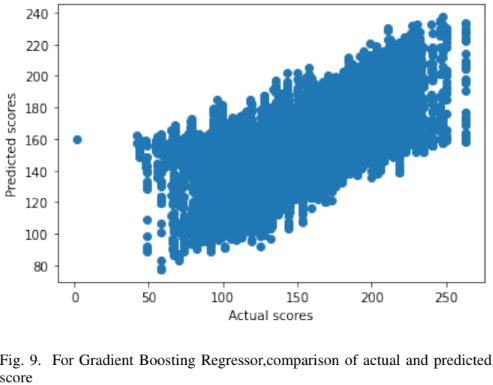 240
220
200
180
160
140
120
100
80
Predicted scores
0 50 100 150 200 250
Actual scores
Fig. 9. For Gradient Boosting Regressor,comparison of actual and predicted
score